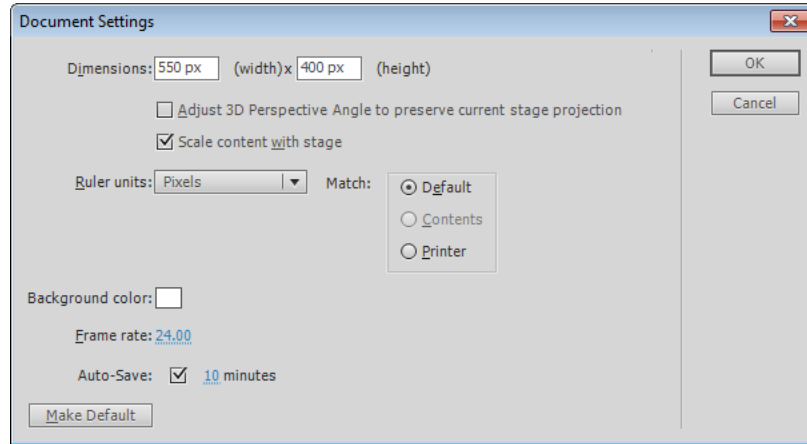 Document Settings
Dimensions: 550 px (width)x 400 px (height)
OK
Cancel
Adjust 3D Perspective Angle to preserve current stage projection
Scale content with stage
Ruler units: Pixels Match: Default
Contents
Printer
Background color:
Frame rate: 24.00
Auto-Save: 10 minutes
Make Default